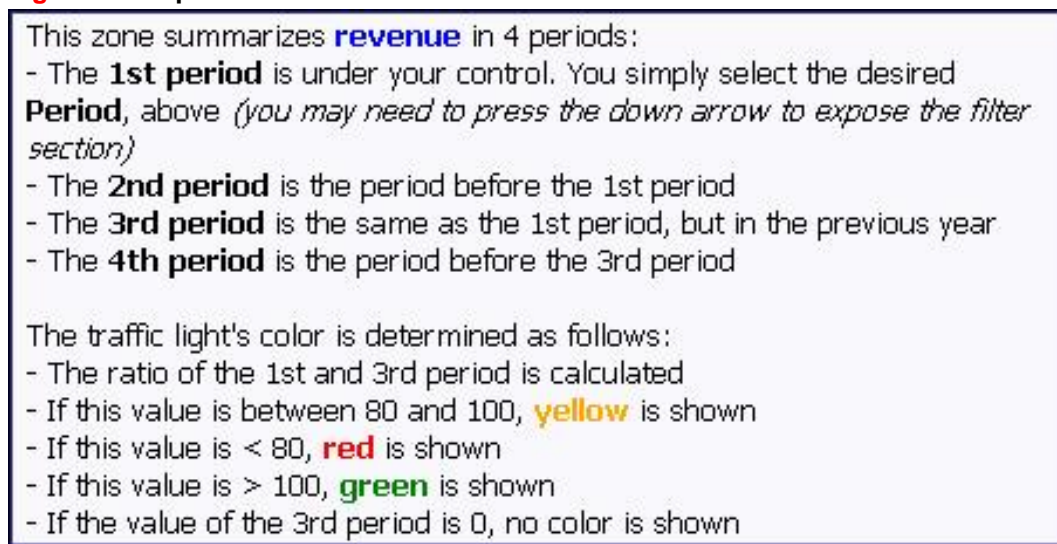 This zone summarizes revenue in 4 periods:
- The 1st period is under your control. You simply select the desired
Period, above (you may need to press the down arrow to expose the filter
section)
- The 2nd period is the period before the 1st period
- The 3rd period is the same as the 1st period, but in the previous year
- The 4th period is the period before the 3rd period
The traffic light's color is determined as follows:
- The ratio of the 1st and 3rd period is calculated
- If this value is between 80 and 100, yellow is shown
- If this value is < 80, red is shown
- If this value is > 100, green is shown
- If the value of the 3rd period is 0, no color is shown